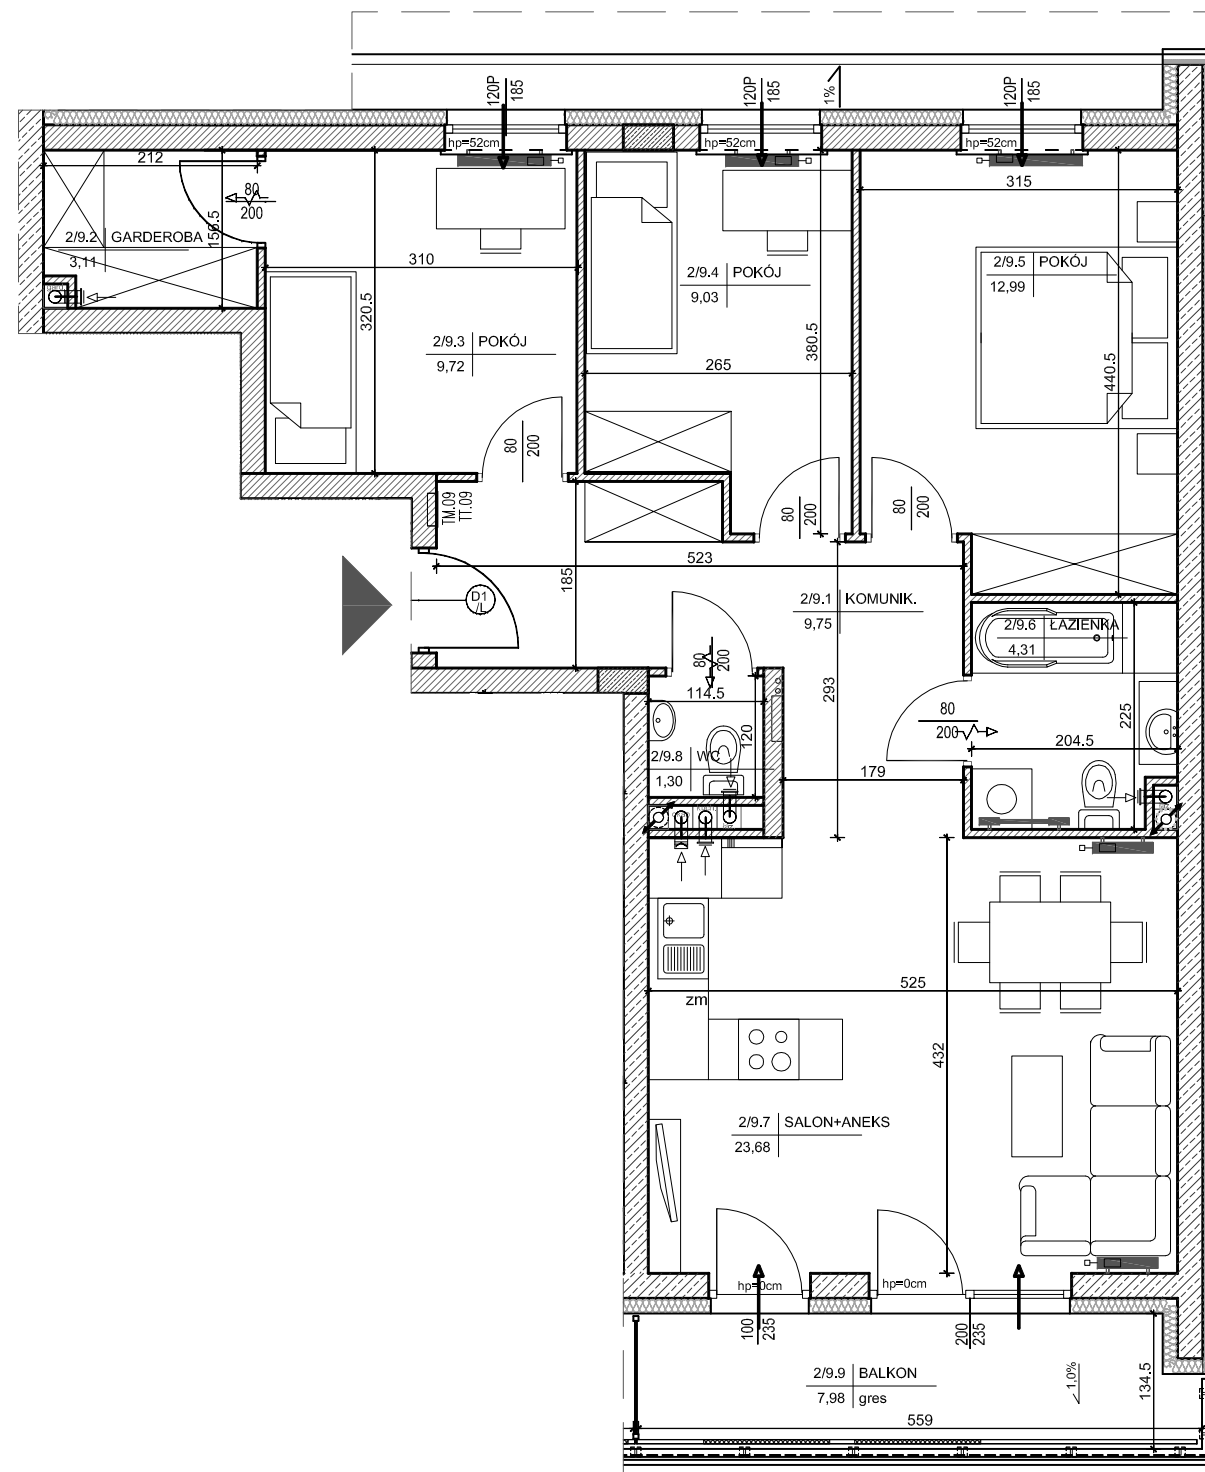 120P
185
120P
185
1%
120P
185
hp=52cm
hp=52cm
hp=52cm
212
80
200
156.5
2/9.2 GARDEROBA
3,11
310
320.5
2/9.3 POKÓJ
9,72
2/9.4 POKÓJ
9,03
265
380.5
315
2/9.5 POKÓJ
12,99
440.5
80
200
80
200
80
200
TM.09
TT.09
523
185
D1
/L
2/9.1 KOMUNIK.
9,75
2/9.6 ŁAZIENKA
4,31
80
200
114.5
120
2/9.8 WC
1,30
293
179
80
200
225
204.5
525
zm
432
2/9.7 SALON+ANEKS
23,68
hp=0cm
hp=0cm
100
235
200
235
2/9.9 BALKON
7,98 gres
1,0%
134.5
559